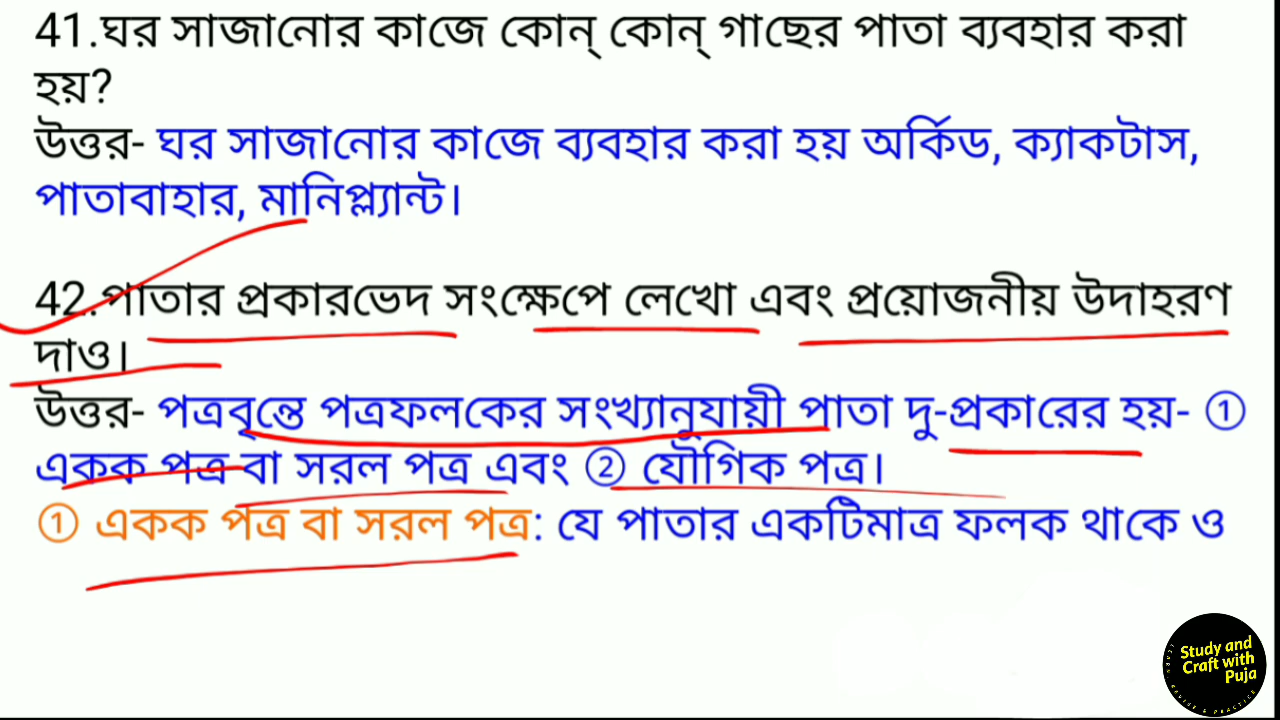 41.ঘর সাজানোর কাজে কোন্ কোন্ গাছের পাতা ব্যবহার করা
হয়?
উত্তর- ঘর সাজানোর কাজে ব্যবহার করা হয় অর্কিড, ক্যাকটাস,
পাতাবাহার, মানিপ্ল্যান্ট।
42.পাতার প্রকারভেদ সংক্ষেপে লেখো এবং প্রয়োজনীয় উদাহরণ
দাও।
উত্তর- পত্রবৃন্তে পত্রফলকের সংখ্যানুযায়ী পাতা দু-প্রকারের হয়- ①
একক পত্র বা সরল পত্র এবং ② যৌগিক পত্র।
① একক পত্র বা সরল পত্র: যে পাতার একটিমাত্র ফলক থাকে ও
Study and
Craft with
Puja